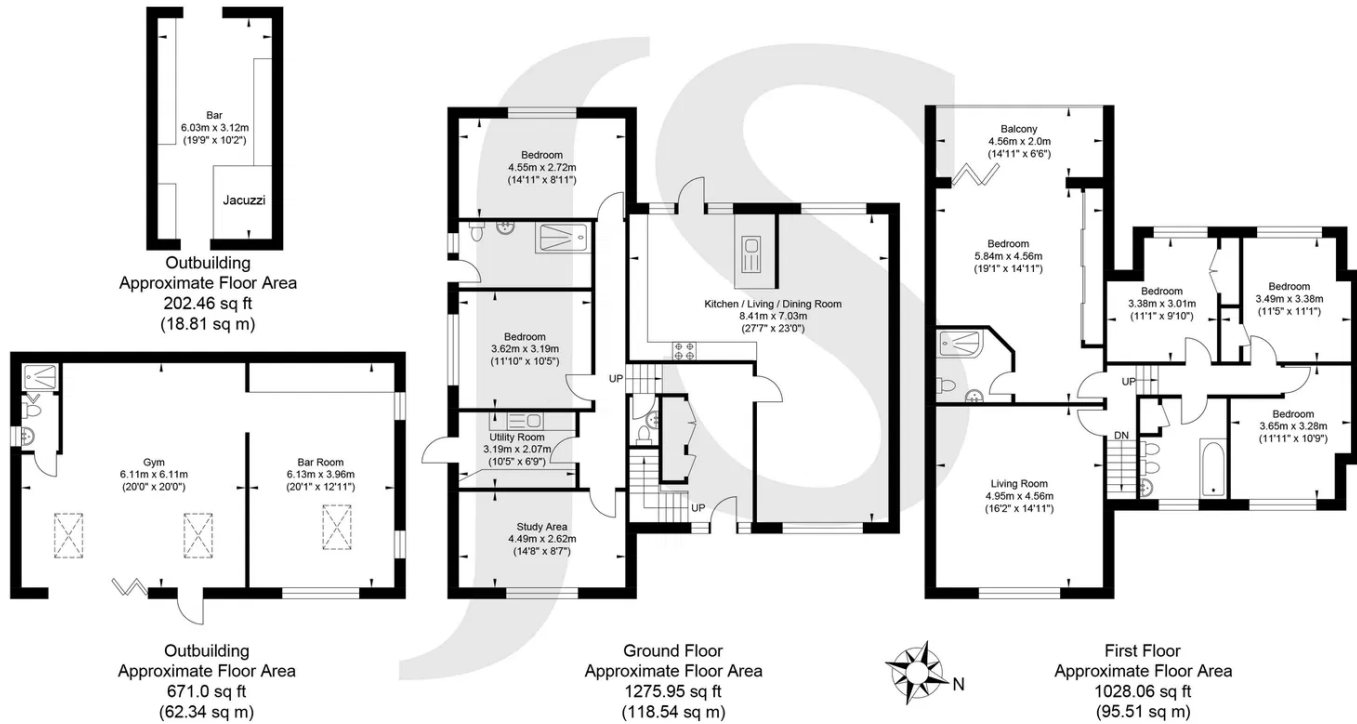 Bar
6.03m x 3.12m
(19'9" x 10'2")
Jacuzzi
Outbuilding
Approximate Floor Area
202.46 sq ft
(18.81 sq m)
Gym
6.11m x 6.11m
(20'0" x 20'0")
Bar Room
6.13m x 3.96m
(20'1" x 12'11")
Outbuilding
Approximate Floor Area
671.0 sq ft
(62.34 sq m)
Bedroom
4.55m x 2.72m
(14'11" x 8'11")
Bedroom
3.62m x 3.19m
(11'10" x 10'5")
Utility Room
3.19m x 2.07m
(10'5" x 6'9")
Study Area
4.49m x 2.62m
(14'8" x 8'7")
Kitchen / Living / Dining Room
8.41m x 7.03m
(27'7" x 23'0")
UP
UP
Ground Floor
Approximate Floor Area
1275.95 sq ft
(118.54 sq m)
N
Balcony
4.56m x 2.0m
(14'11" x 6'6")
Bedroom
5.84m x 4.56m
(19'1" x 14'11")
Bedroom
3.38m x 3.01m
(11'1" x 9'10")
Bedroom
3.49m x 3.38m
(11'5" x 11'1")
UP
DN
Bedroom
3.65m x 3.28m
(11'11" x 10'9")
Living Room
4.95m x 4.56m
(16'2" x 14'11")
First Floor
Approximate Floor Area
1028.06 sq ft
(95.51 sq m)